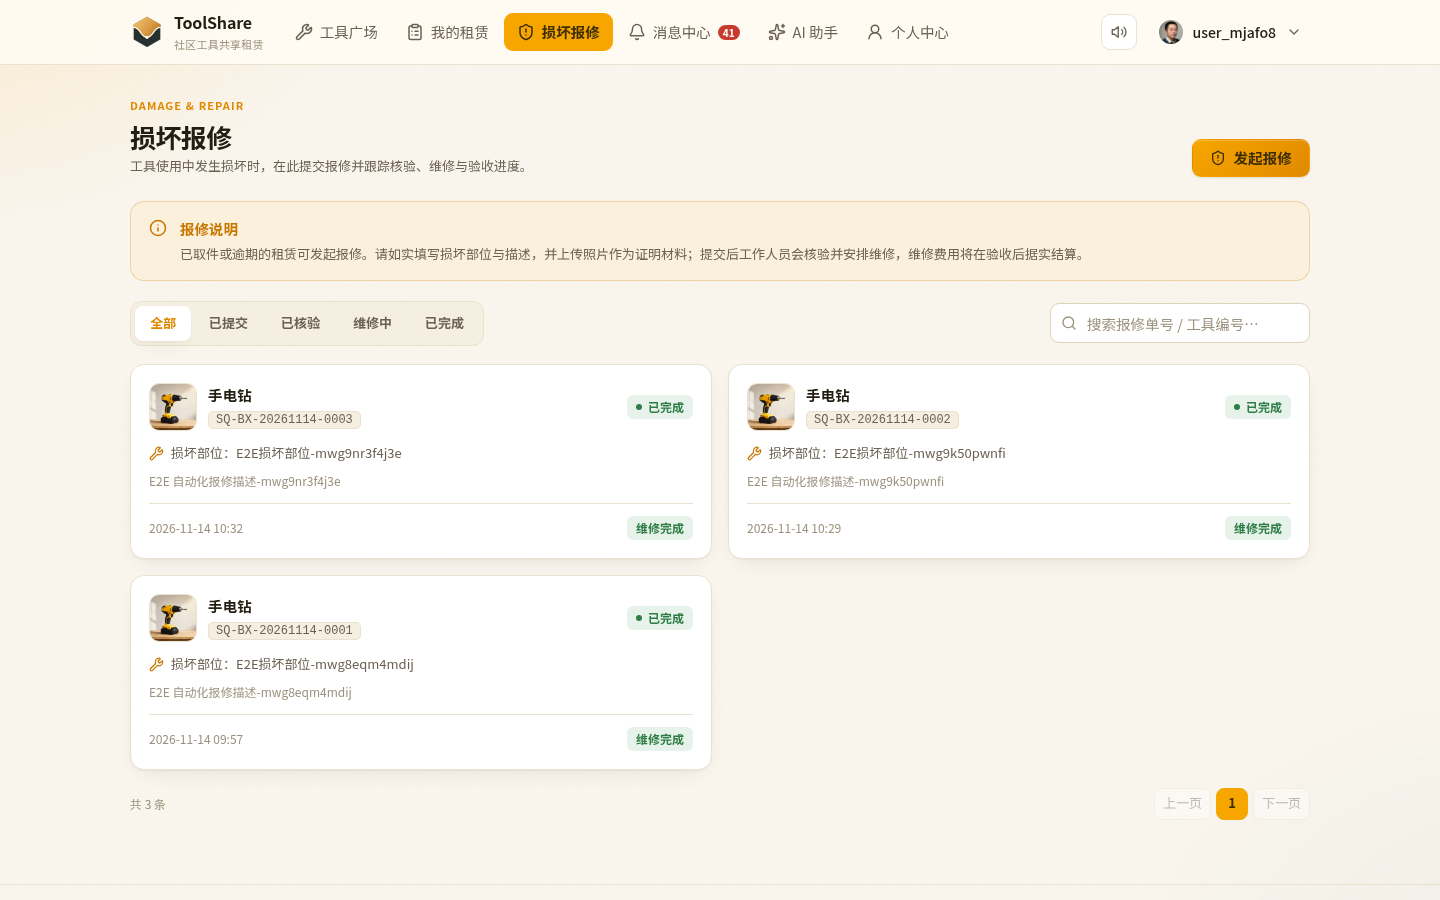 ToolShare
社区工具共享租赁
工具广场
我的租赁
损坏报修
消息中心
41
AI 助手
个人中心
user_mjafo8
DAMAGE & REPAIR
损坏报修
工具使用中发生损坏时，在此提交报修并跟踪核验、维修与验收进度。
发起报修
报修说明
已取件或逾期的租赁可发起报修。请如实填写损坏部位与描述，并上传照片作为证明材料；提交后工作人员会核验并安排维修，维修费用将在验收后据实结算。
全部
已提交
已核验
维修中
已完成
搜索报修单号 / 工具编号…
手电钻
SQ-BX-20261114-0003
已完成
损坏部位：E2E损坏部位-mwg9nr3f4j3e
E2E 自动化报修描述-mwg9nr3f4j3e
2026-11-14 10:32
维修完成
手电钻
SQ-BX-20261114-0002
已完成
损坏部位：E2E损坏部位-mwg9k50pwnfi
E2E 自动化报修描述-mwg9k50pwnfi
2026-11-14 10:29
维修完成
手电钻
SQ-BX-20261114-0001
已完成
损坏部位：E2E损坏部位-mwg8eqm4mdij
E2E 自动化报修描述-mwg8eqm4mdij
2026-11-14 09:57
维修完成
共 3 条
上一页
1
下一页